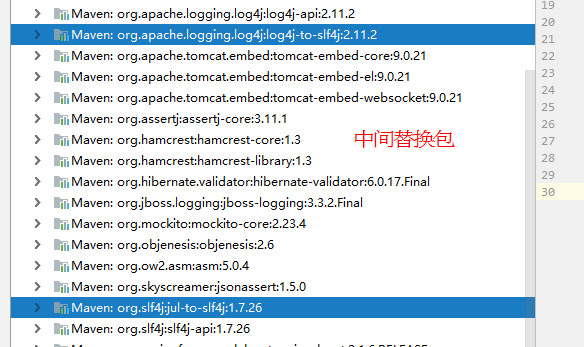 Maven: org.apache.logging.log4j:log4j-api:2.11.2
19
Maven: org.apache.logging.log4j:log4j-to-slf4j:2.11.2
20
21
Maven: org.apache.tomcat.embed:tomcat-embed-core:9.0.21
22
Maven: org.apache.tomcat.embed:tomcat-embed-el:9.0.21
23
Maven: org.apache.tomcat.embed:tomcat-embed-websocket:9.0.21
24
Maven: org.assertj:assertj-core:3.11.1
25
26
Maven: org.hamcrest:hamcrest-core:1.3
中间替换包
27
Maven: org.hamcrest:hamcrest-library:1.3
28
Maven: org.hibernate.validator:hibernate-validator:6.0.17.Final
29
Maven: org.jboss.logging:jboss-logging:3.3.2.Final
30
Maven: org.mockito:mockito-core:2.23.4
Maven: org.objenesis:objenesis:2.6
Maven: org.ow2.asm:asm:5.0.4
Maven: org.skyscreamer:jsonassert:1.5.0
Maven: org.slf4j:jul-to-slf4j:1.7.26
Maven: org.slf4j:slf4j-api:1.7.26